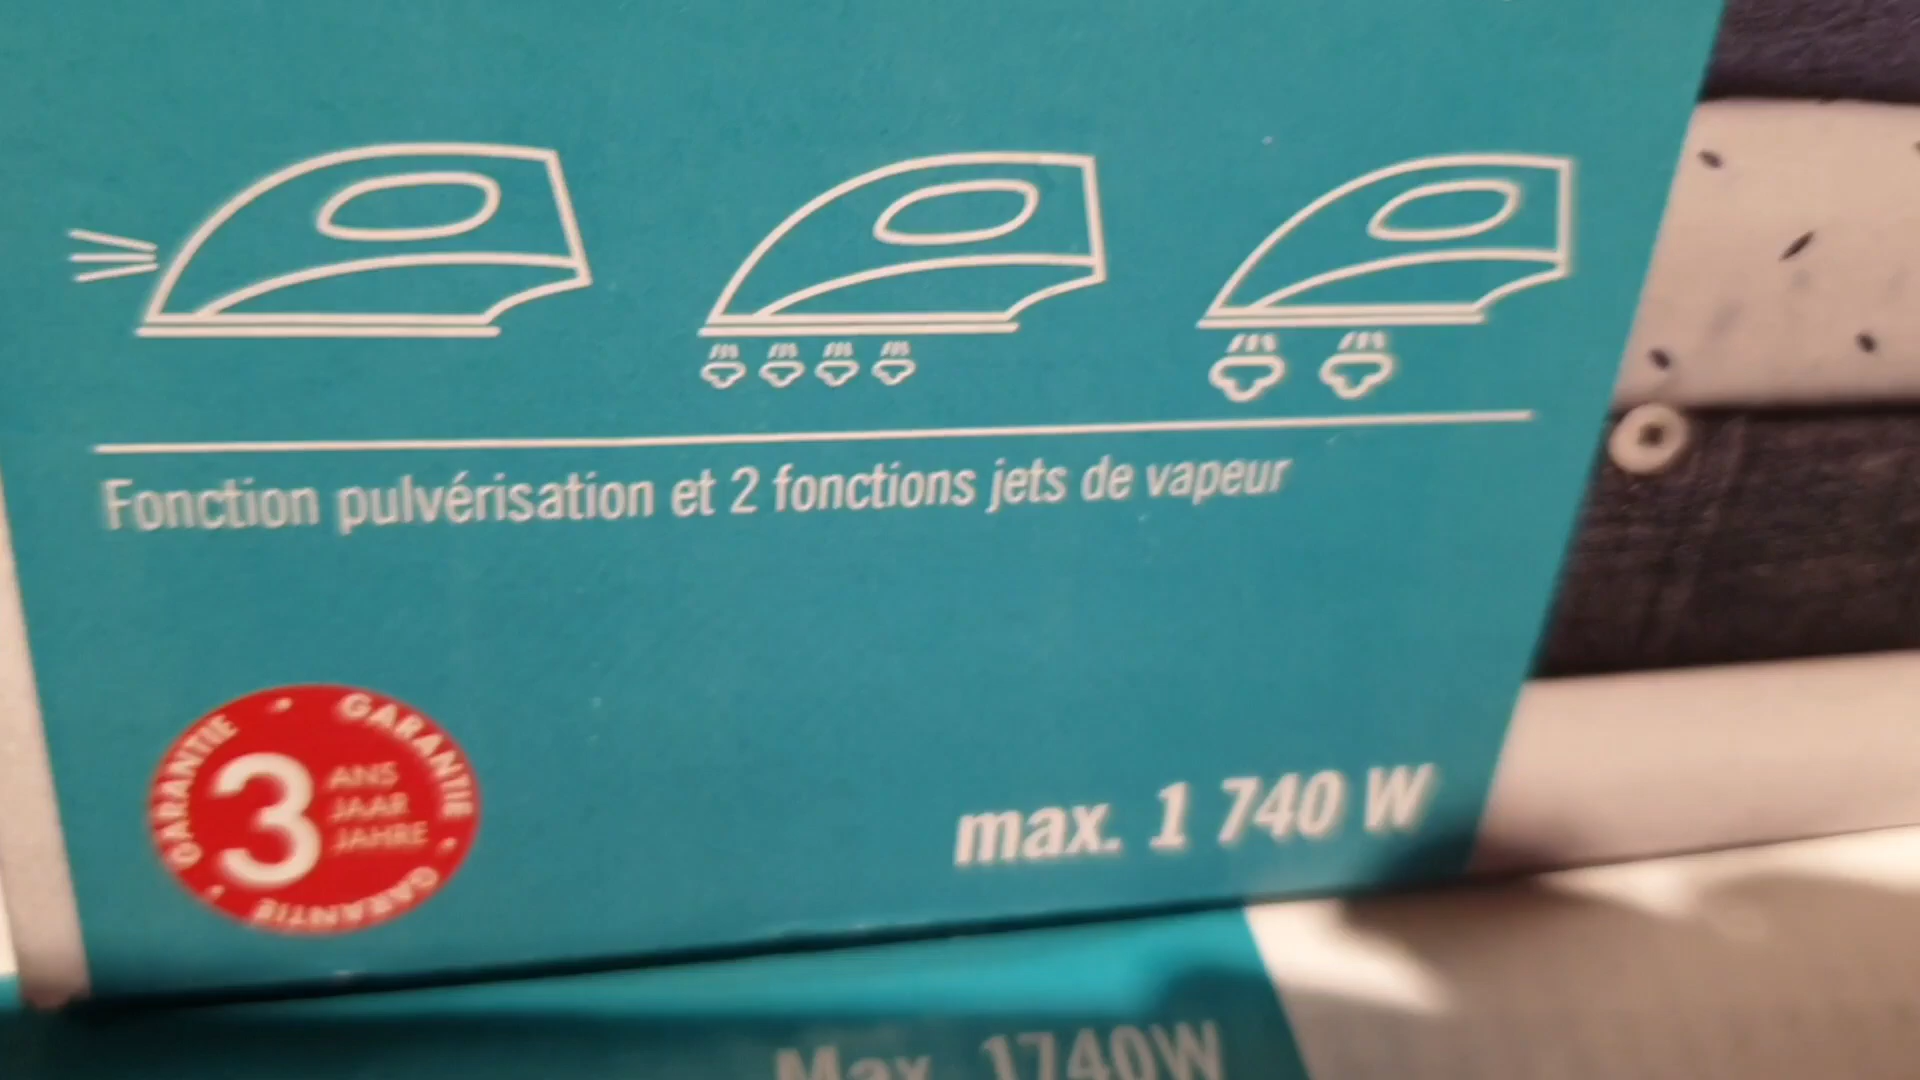 Fonction pulvérisation et 2 fonctions jets de vapeur
GARANTIE • GARANTIE • GARANTIE •
3
ANS
JAAR
JAHRE
max. 1 740 W
Max. 1740W